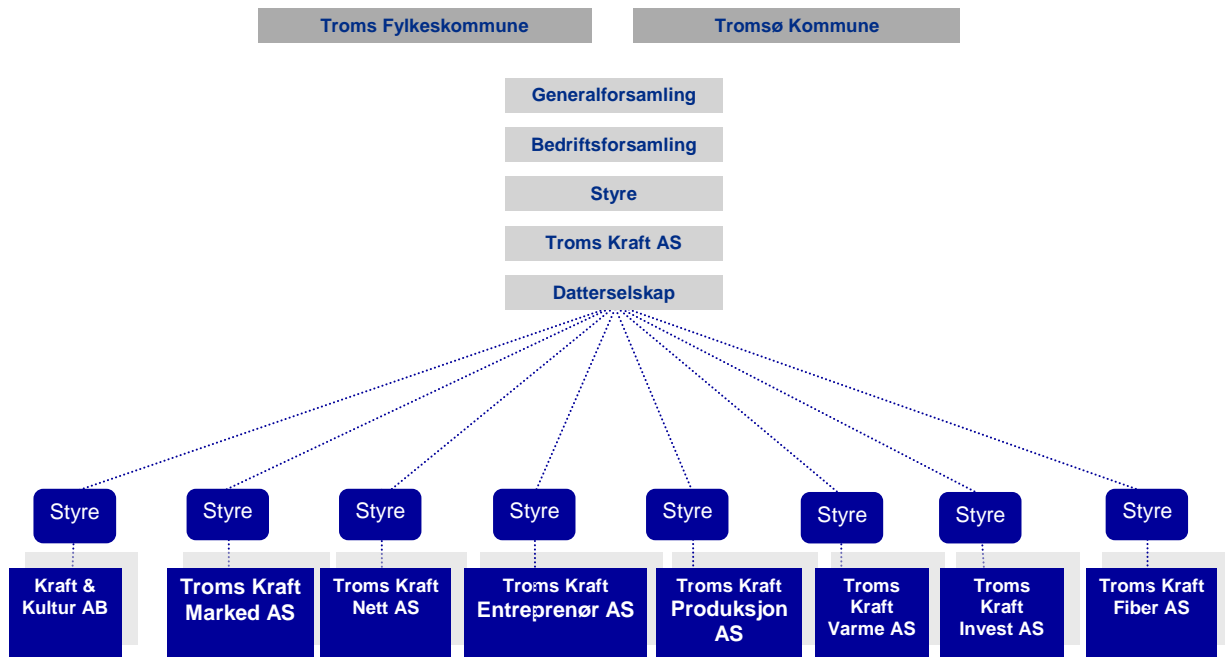 Troms Fylkeskommune
Tromsø Kommune
Generalforsamling
Bedriftsforsamling
Styre
Troms Kraft AS
Datterselskap
Styre
Styre
Styre
Styre
Styre
Styre
Styre
Styre
Kraft &
Kultur AB
Troms Kraft
Marked AS
Troms Kraft
Nett AS
Troms Kraft
Entreprenør AS
Troms Kraft
Produksjon
AS
Troms
Kraft
Varme AS
Troms
Kraft
Invest AS
Troms Kraft
Fiber AS